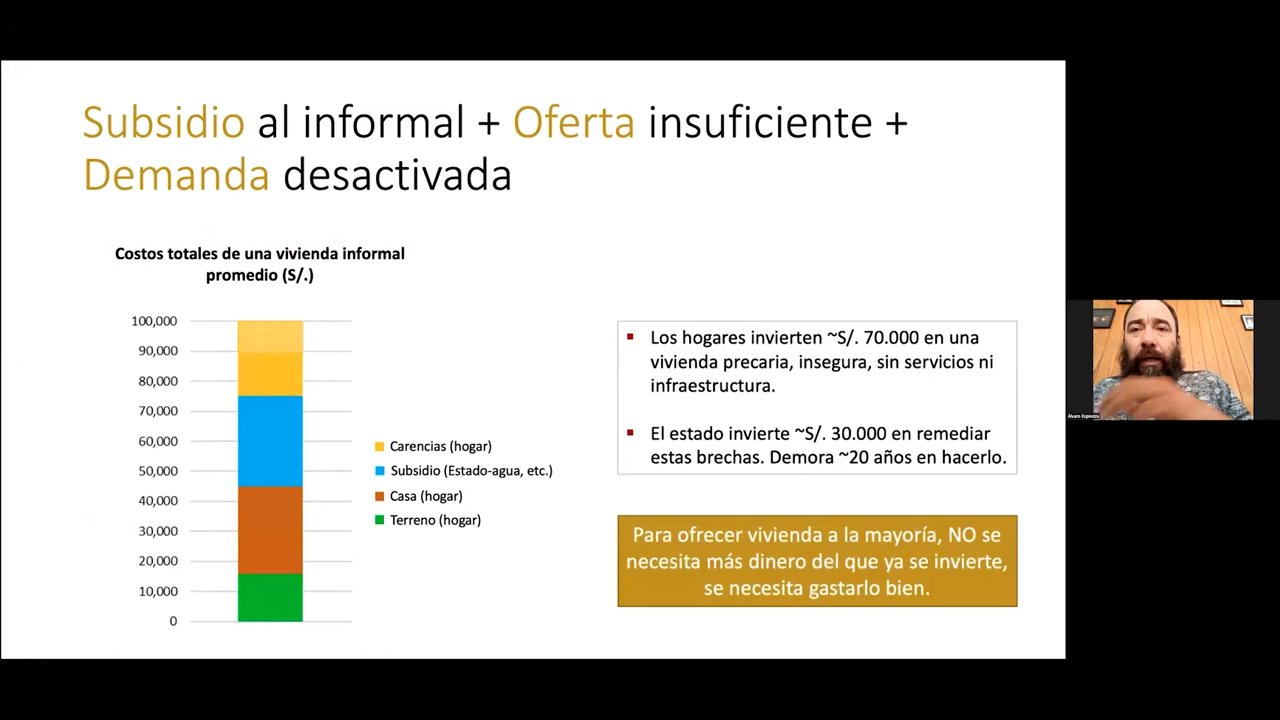 Subsidio al informal + Oferta insuficiente +
Demanda desactivada
Costos totales de una vivienda informal
promedio (S/.)
100,000
90,000
80,000
70,000
60,000
50,000
40,000
30,000
20,000
10,000
0
Carencias (hogar)
Subsidio (Estado-agua, etc.)
Casa (hogar)
Terreno (hogar)
Los hogares invierten ~S/. 70.000 en una
vivienda precaria, insegura, sin servicios ni
infraestructura.
El estado invierte ~S/. 30.000 en remediar
estas brechas. Demora ~20 años en hacerlo.
Para ofrecer vivienda a la mayoría, NO se
necesita más dinero del que ya se invierte,
se necesita gastarlo bien.
Álvaro Espinoza